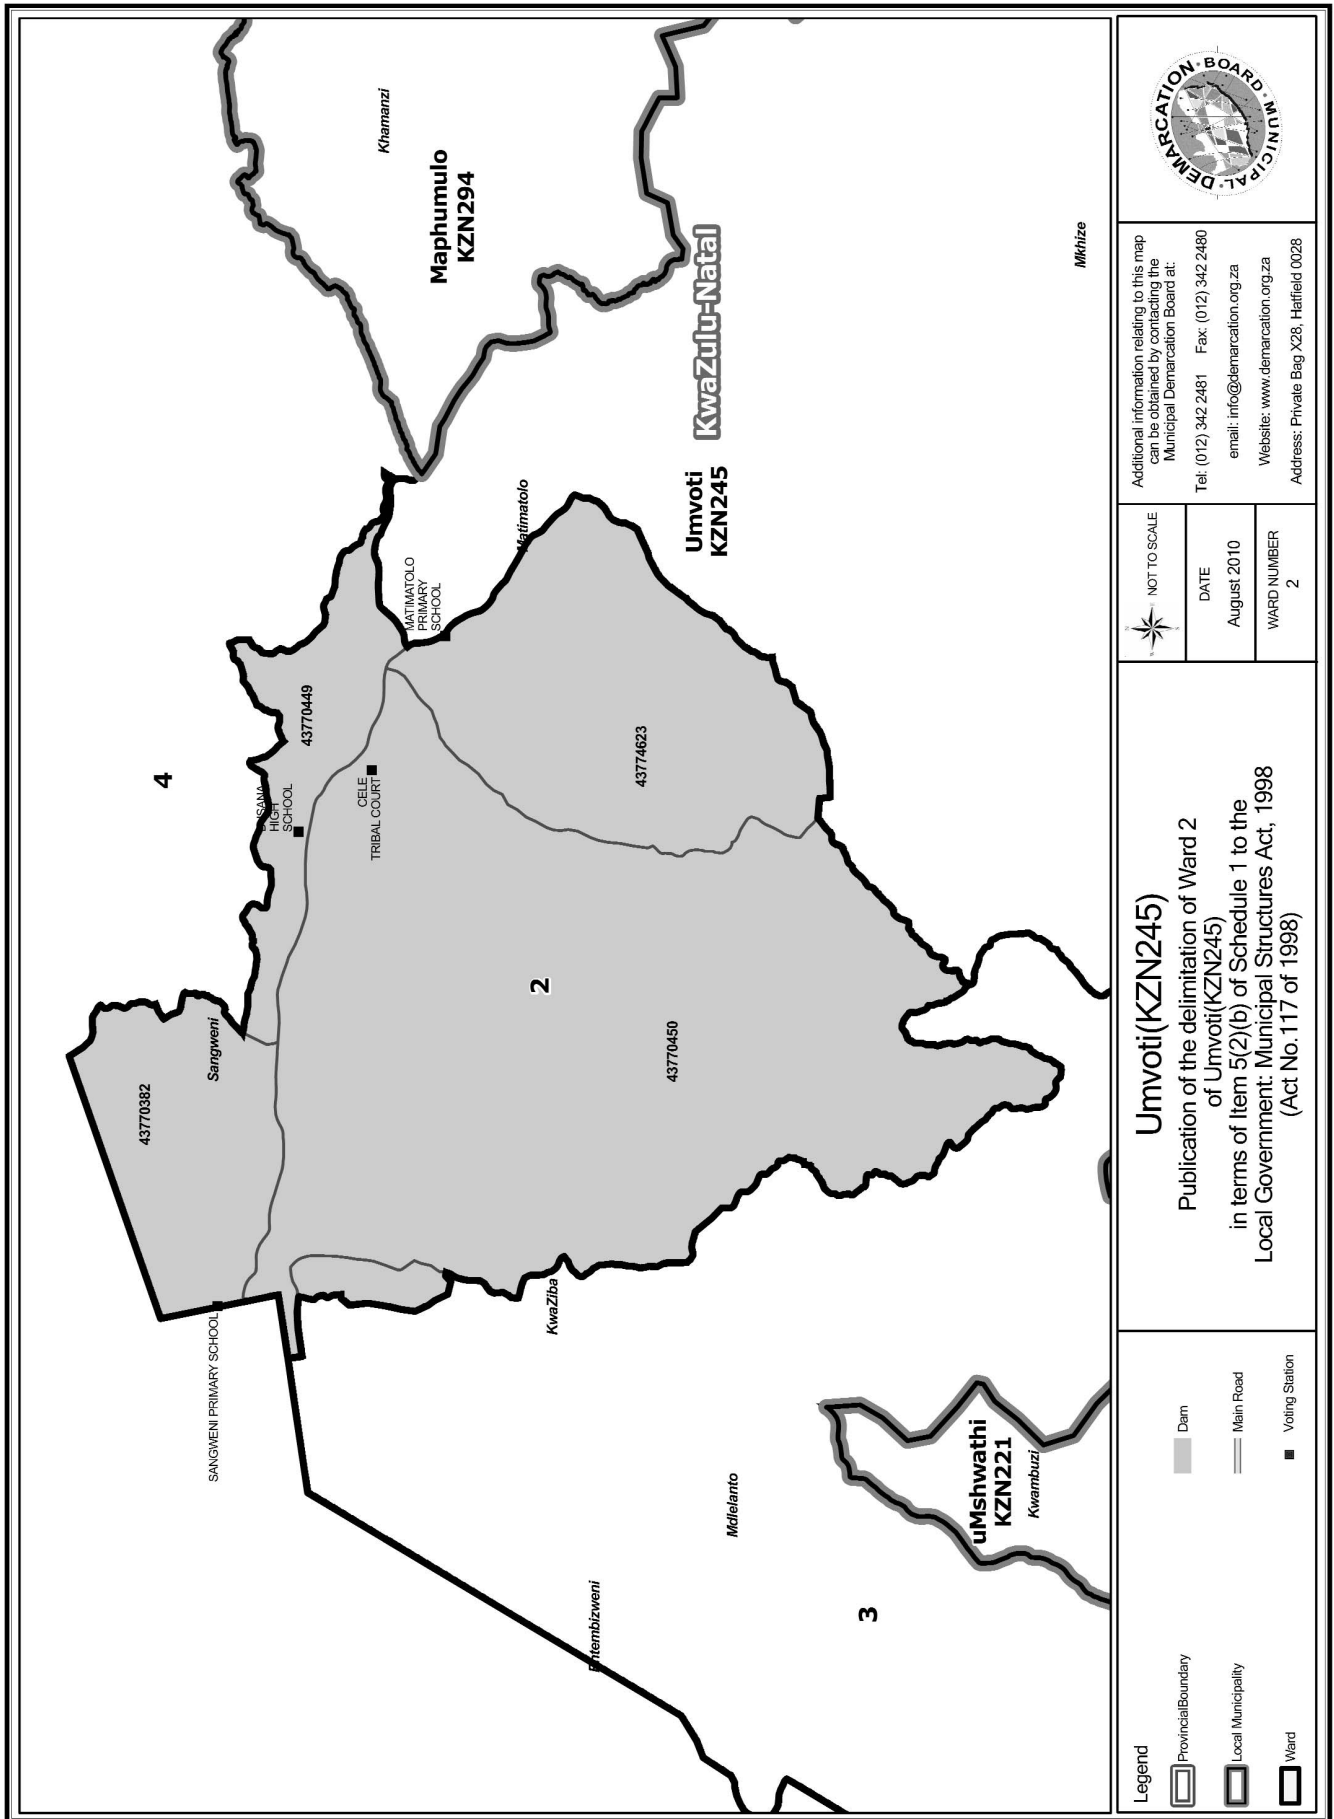 4
Khamanzi
Maphumulo
KZN294
KwaZulu-Natal
Umvoti
KZN245
Mkhize
Matimatolo
MATIMATOLO
PRIMARY
SCHOOL
43770449
HIGH
SCHOOL
CELE
TRIBAL COURT
43774623
43770382
Sangweni
2
43770450
SANGWENI PRIMARY SCHOOL
KwaZiba
Mdlelanto
uMshwathi
KZN221
Kwambuzi
3
Legend
ProvincialBoundary
Local Municipality
Ward
Dam
Main Road
Voting Station
Umvoti(KZN245)
Publication of the delimitation of Ward 2
of Umvoti(KZN245)
in terms of Item 5(2)(b) of Schedule 1 to the
Local Government: Municipal Structures Act, 1998
(Act No.117 of 1998)
NOT TO SCALE
DATE
August 2010
WARD NUMBER
2
Additional information relating to this map
can be obtained by contacting the
Municipal Demarcation Board at:
Tel: (012) 342 2481 Fax: (012) 342 2480
email: info@demarcation.org.za
Website: www.demarcation.org.za
Address: Private Bag X28, Hatfield 0028
MUNICIPAL · DEMARCATION · BOARD ·